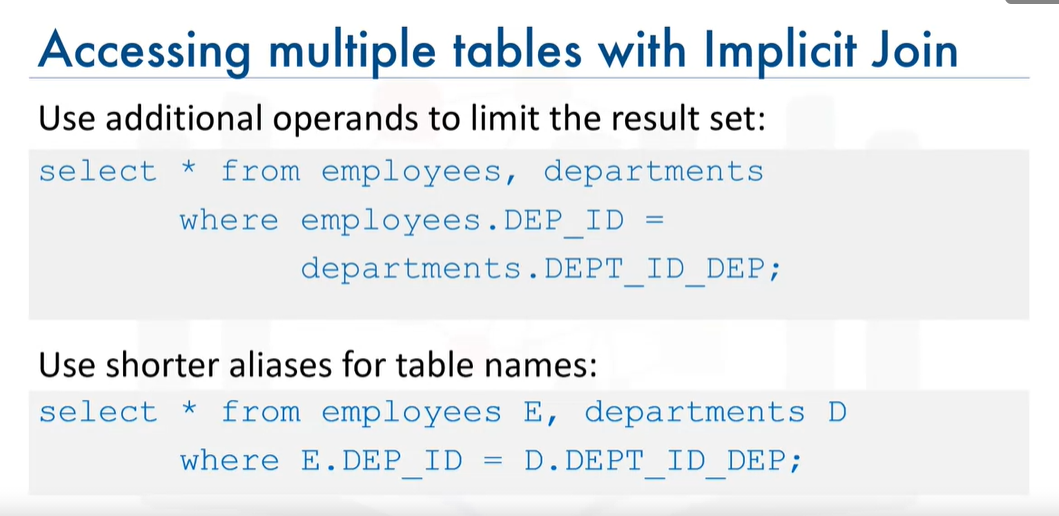 Accessing multiple tables with Implicit Join
Use additional operands to limit the result set:
select * from employees, departments
where employees.DEP_ID =
departments.DEPT_ID_DEP;
Use shorter aliases for table names:
select * from employees E, departments D
where E.DEP_ID = D.DEPT_ID_DEP;